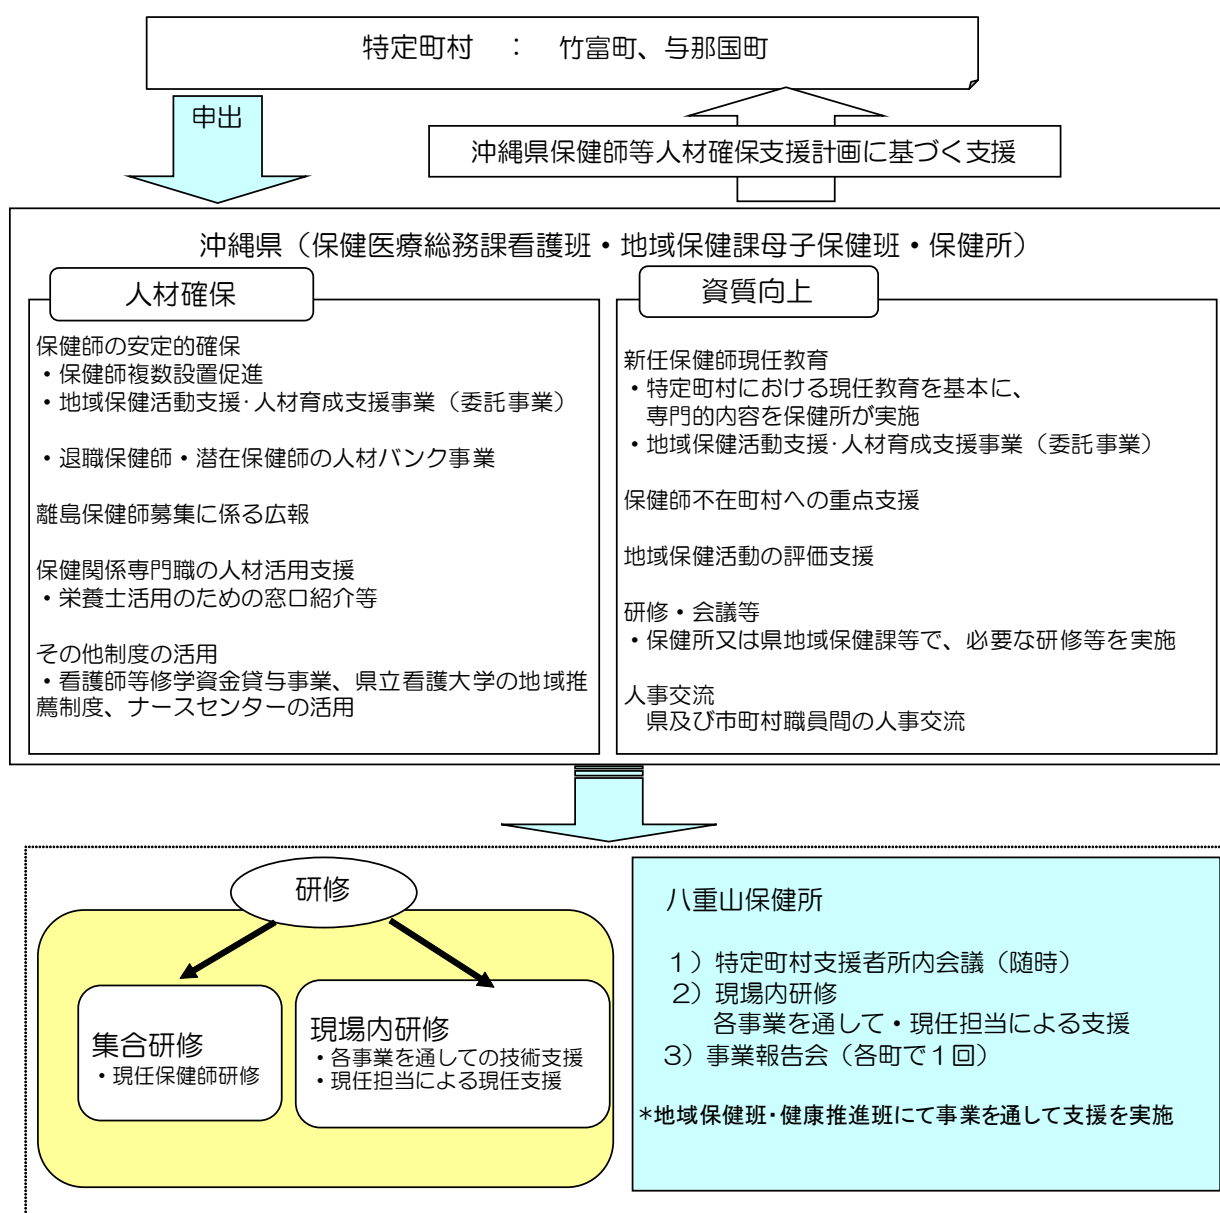 特定町村　：　竹富町、与那国町
申出
沖縄県保健師等人材確保支援計画に基づく支援
沖縄県（保健医療総務課看護班・地域保健課母子保健班・保健所）
人材確保
保健師の安定的確保
・保健師複数設置促進
・地域保健活動支援･人材育成支援事業（委託事業）
・退職保健師・潜在保健師の人材バンク事業
離島保健師募集に係る広報
保健関係専門職の人材活用支援
・栄養士活用のための窓口紹介等
その他制度の活用
・看護師等修学資金貸与事業、県立看護大学の地域推
薦制度、ナースセンターの活用
資質向上
新任保健師現任教育
・特定町村における現任教育を基本に、
専門的内容を保健所が実施
・地域保健活動支援･人材育成支援事業（委託事業）
保健師不在町村への重点支援
地域保健活動の評価支援
研修・会議等
・保健所又は県地域保健課等で、必要な研修等を実施
人事交流
県及び市町村職員間の人事交流
研修
集合研修
・現任保健師研修
現場内研修
・各事業を通しての技術支援
・現任担当による現任支援
八重山保健所
１）特定町村支援者所内会議（随時）
２）現場内研修
各事業を通して・現任担当による支援
３）事業報告会（各町で１回）
*地域保健班・健康推進班にて事業を通して支援を実施